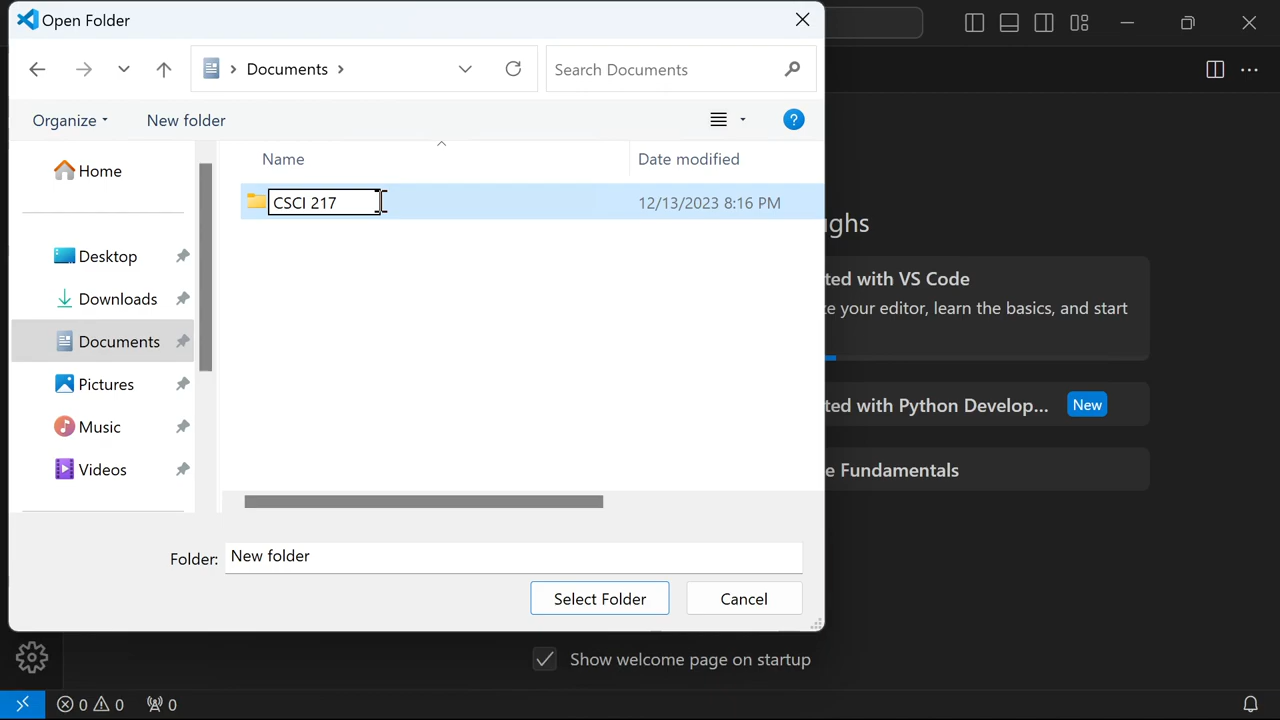 Open Folder
Documents
Search Documents
Organize
New folder
?
Name
Date modified
Home
CSCI 217
12/13/2023 8:16 PM
Desktop
Downloads
Documents
Pictures
Music
Videos
Folder:
New folder
Select Folder
Cancel
ghs
ted with VS Code
e your editor, learn the basics, and start
ted with Python Develop...
New
e Fundamentals
Show welcome page on startup
0
0
0